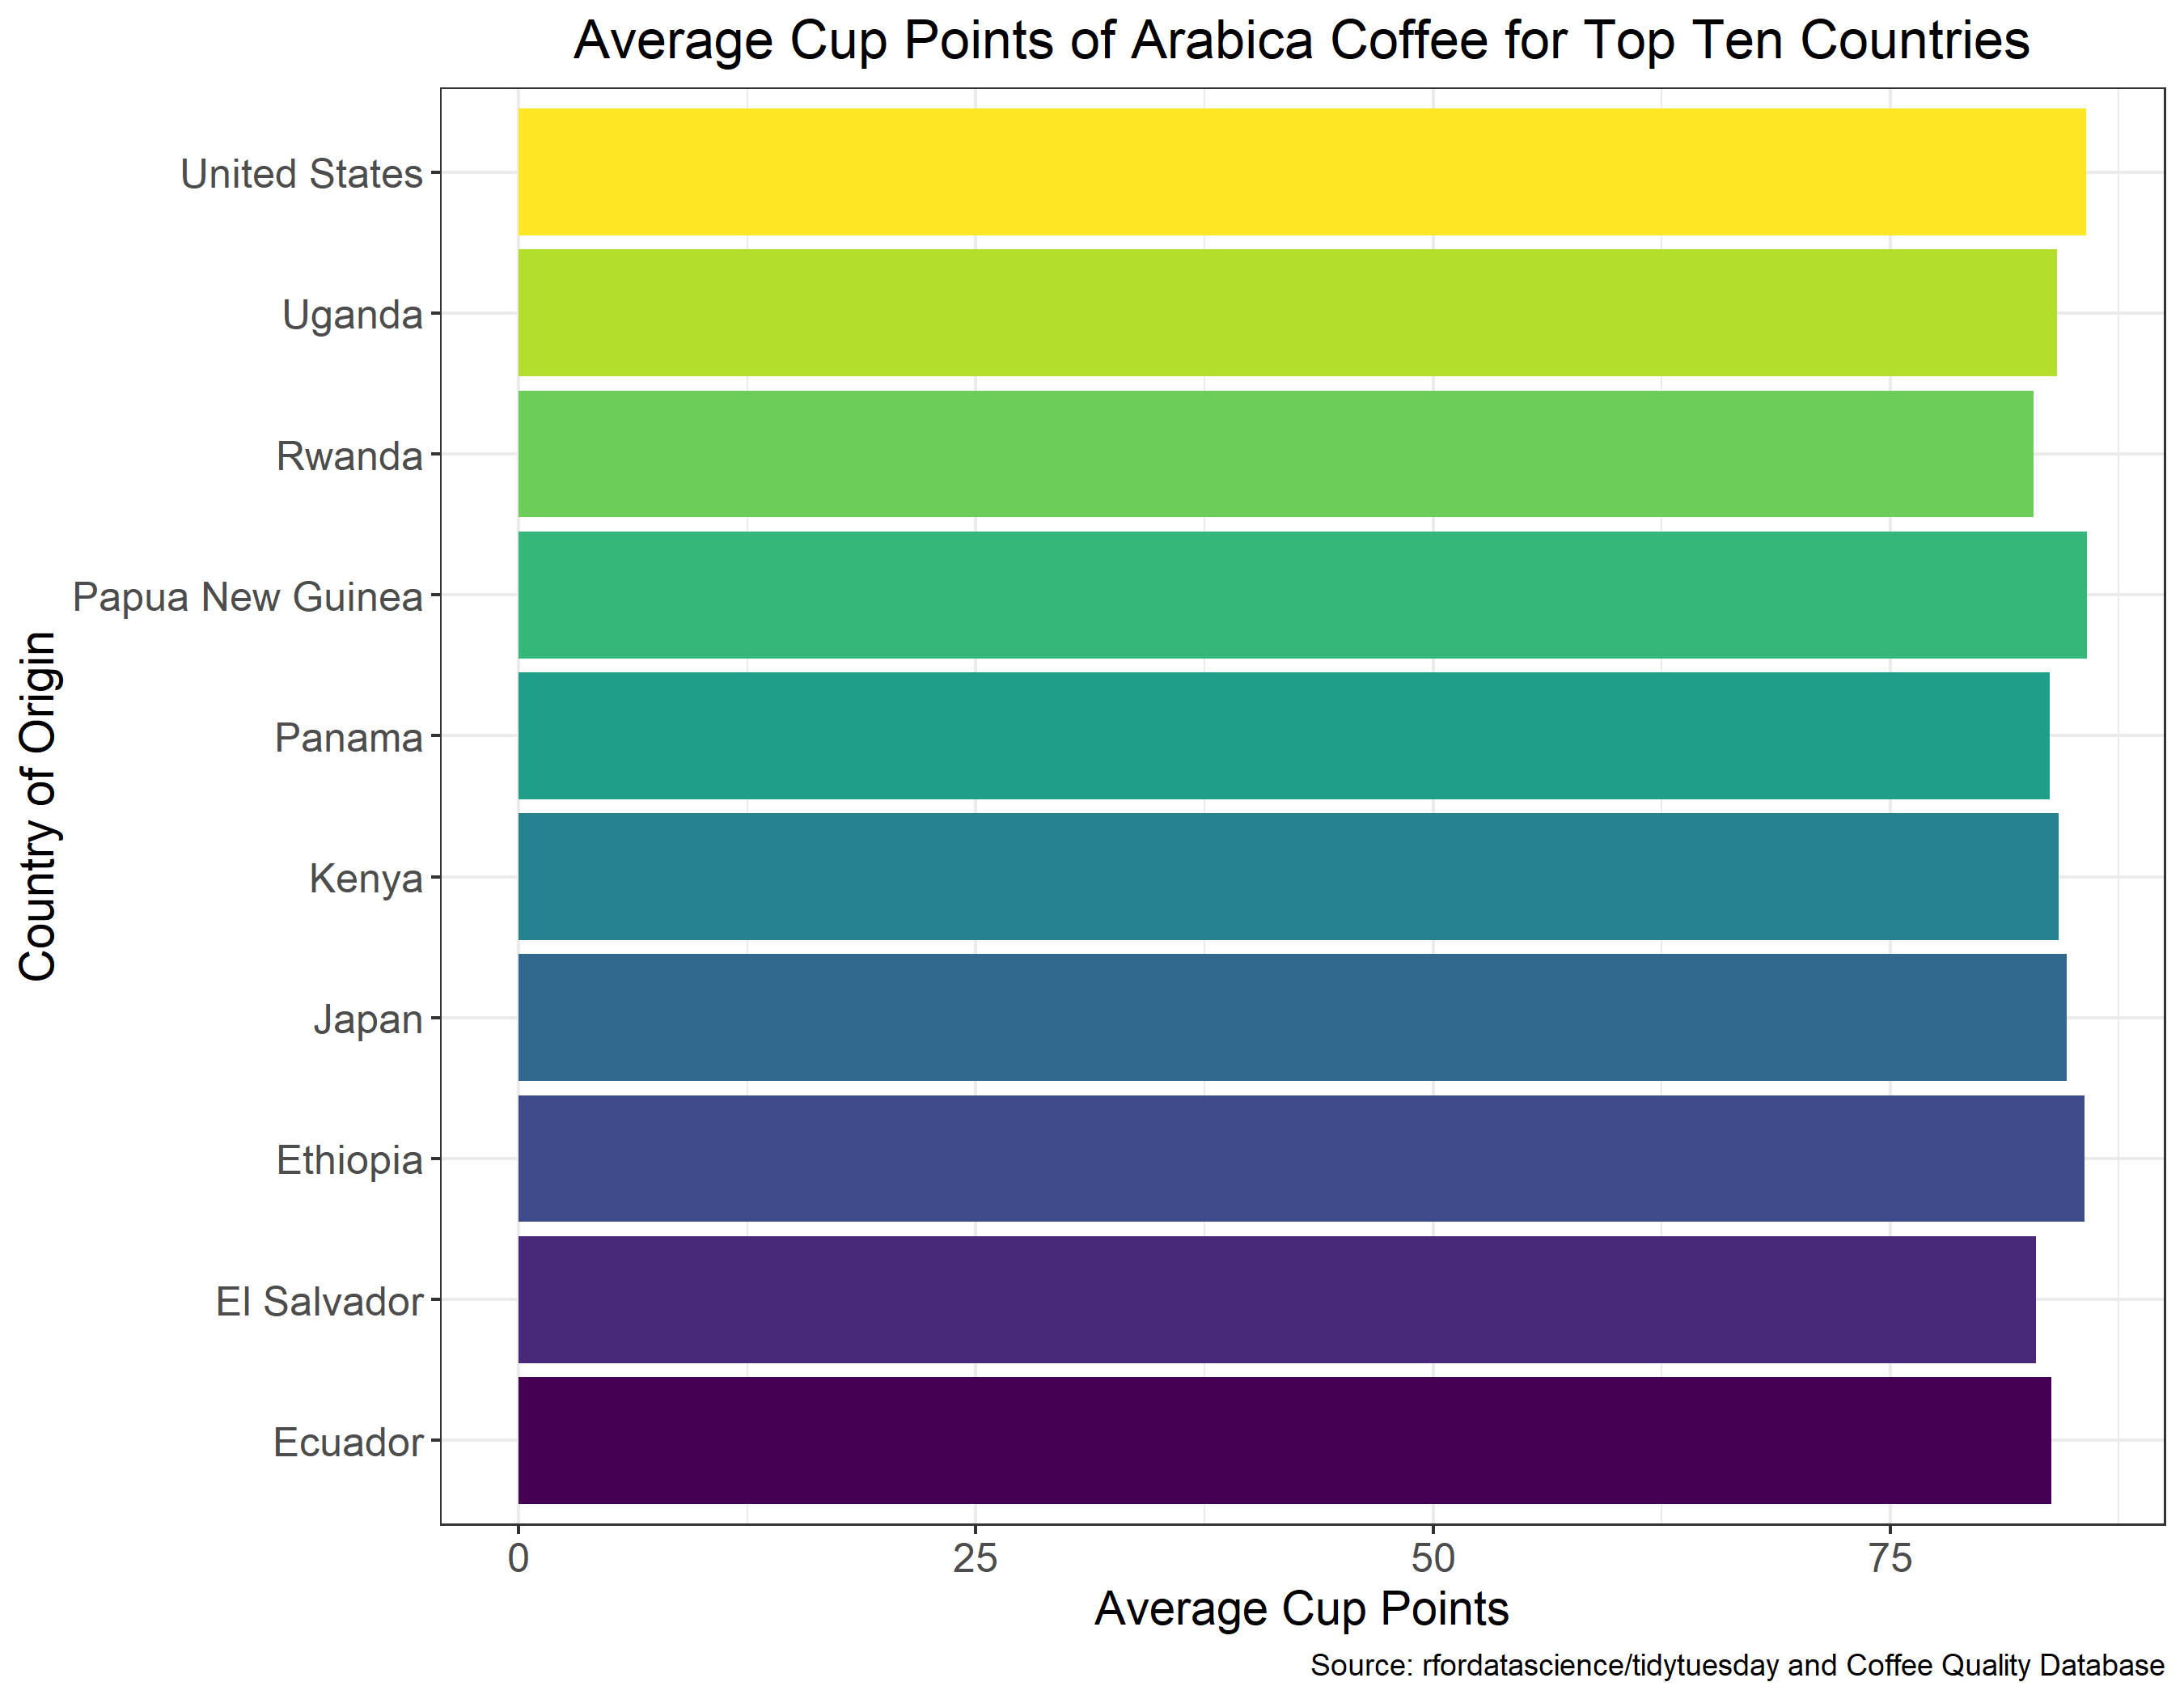 Average Cup Points of Arabica Coffee for Top Ten Countries
United States
Uganda
Rwanda
Papua New Guinea
Panama
Kenya
Japan
Ethiopia
El Salvador
Ecuador
Country of Origin
0 25 50 75
Average Cup Points
Source: rfordatascience/tidytuesday and Coffee Quality Database